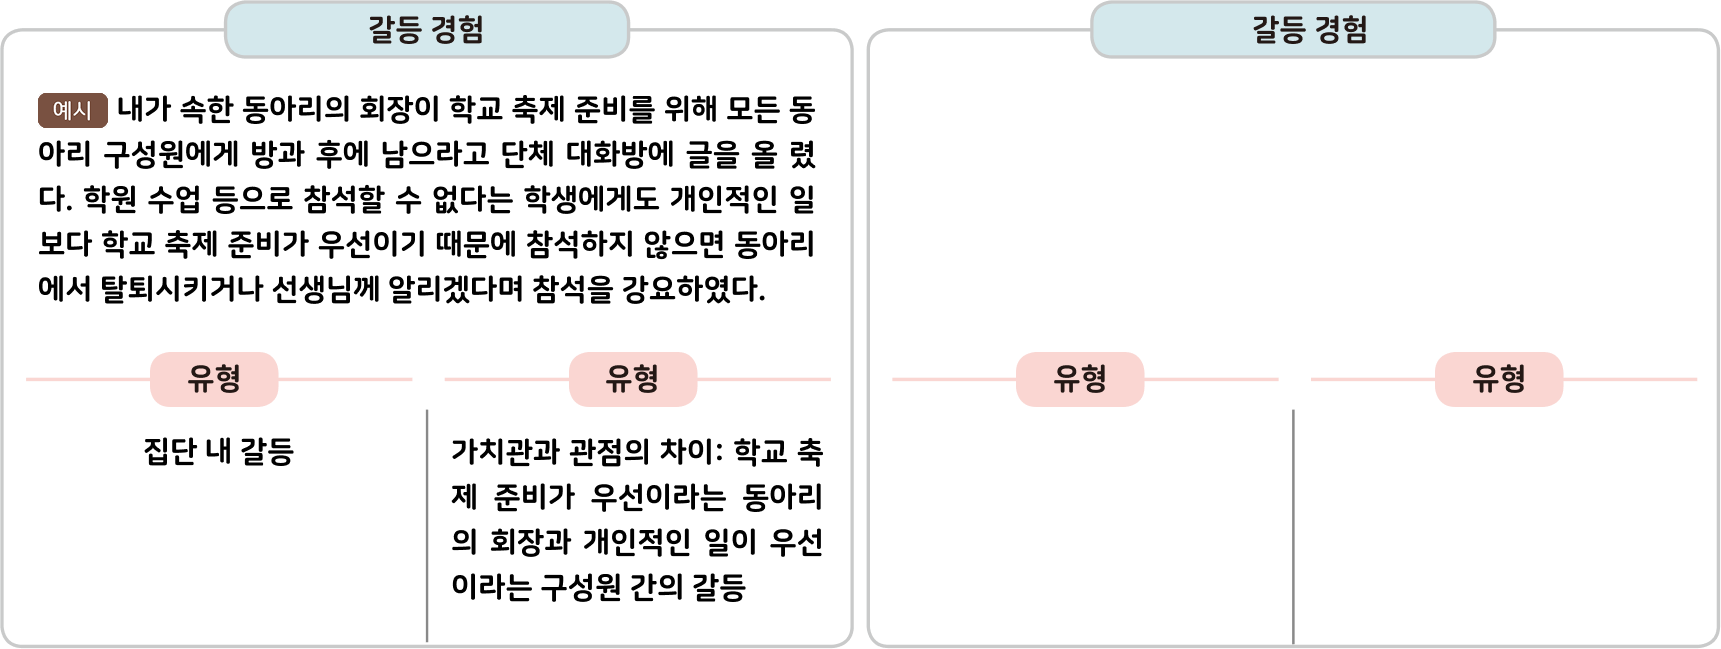 갈등 경험
예시 내가 속한 동아리의 회장이 학교 축제 준비를 위해 모든 동
아리 구성원에게 방과 후에 남으라고 단체 대화방에 글을 올 렸
다. 학원 수업 등으로 참석할 수 없다는 학생에게도 개인적인 일
보다 학교 축제 준비가 우선이기 때문에 참석하지 않으면 동아리
에서 탈퇴시키거나 선생님께 알리겠다며 참석을 강요하였다.
유형
유형
집단 내 갈등
가치관과 관점의 차이: 학교 축
제 준비가 우선이라는 동아리
의 회장과 개인적인 일이 우선
이라는 구성원 간의 갈등
갈등 경험
유형
유형